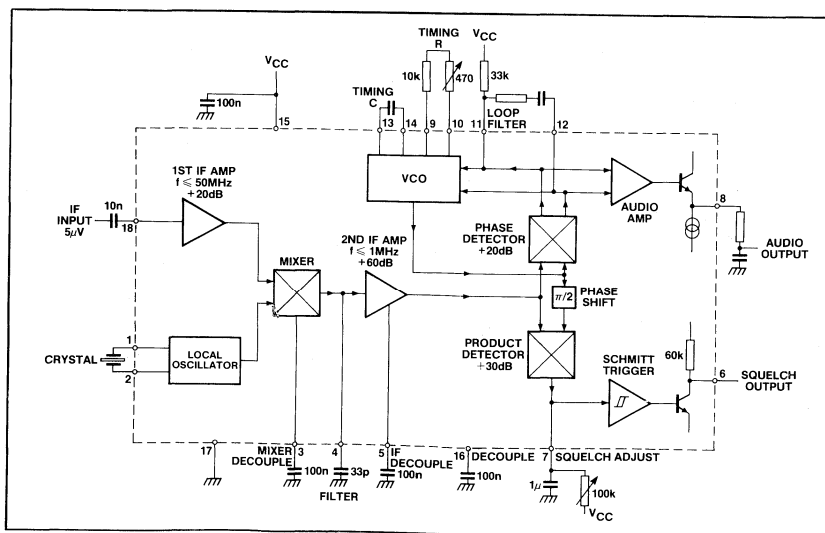 VCC
100n
15
TIMING
R
10k
470
VCC
33k
TIMING
C
13
14
9
10
11
LOOP
FILTER
12
1ST IF AMP
f ≤ 50MHz
+20dB
IF
INPUT
5μV
10n
18
VCO
AUDIO
AMP
8
AUDIO
OUTPUT
PHASE
DETECTOR
+20dB
2ND IF AMP
f ≤ 1MHz
+60dB
MIXER
π/2
PHASE
SHIFT
CRYSTAL
1
2
LOCAL
OSCILLATOR
PRODUCT
DETECTOR
+30dB
SCHMITT
TRIGGER
60k
6
SQUELCH
OUTPUT
17
MIXER
DECOUPLE
3
100n
4
33p
FILTER
5
IF
DECOUPLE
100n
16
DECOUPLE
100n
7
SQUELCH ADJUST
1μ
100k
VCC